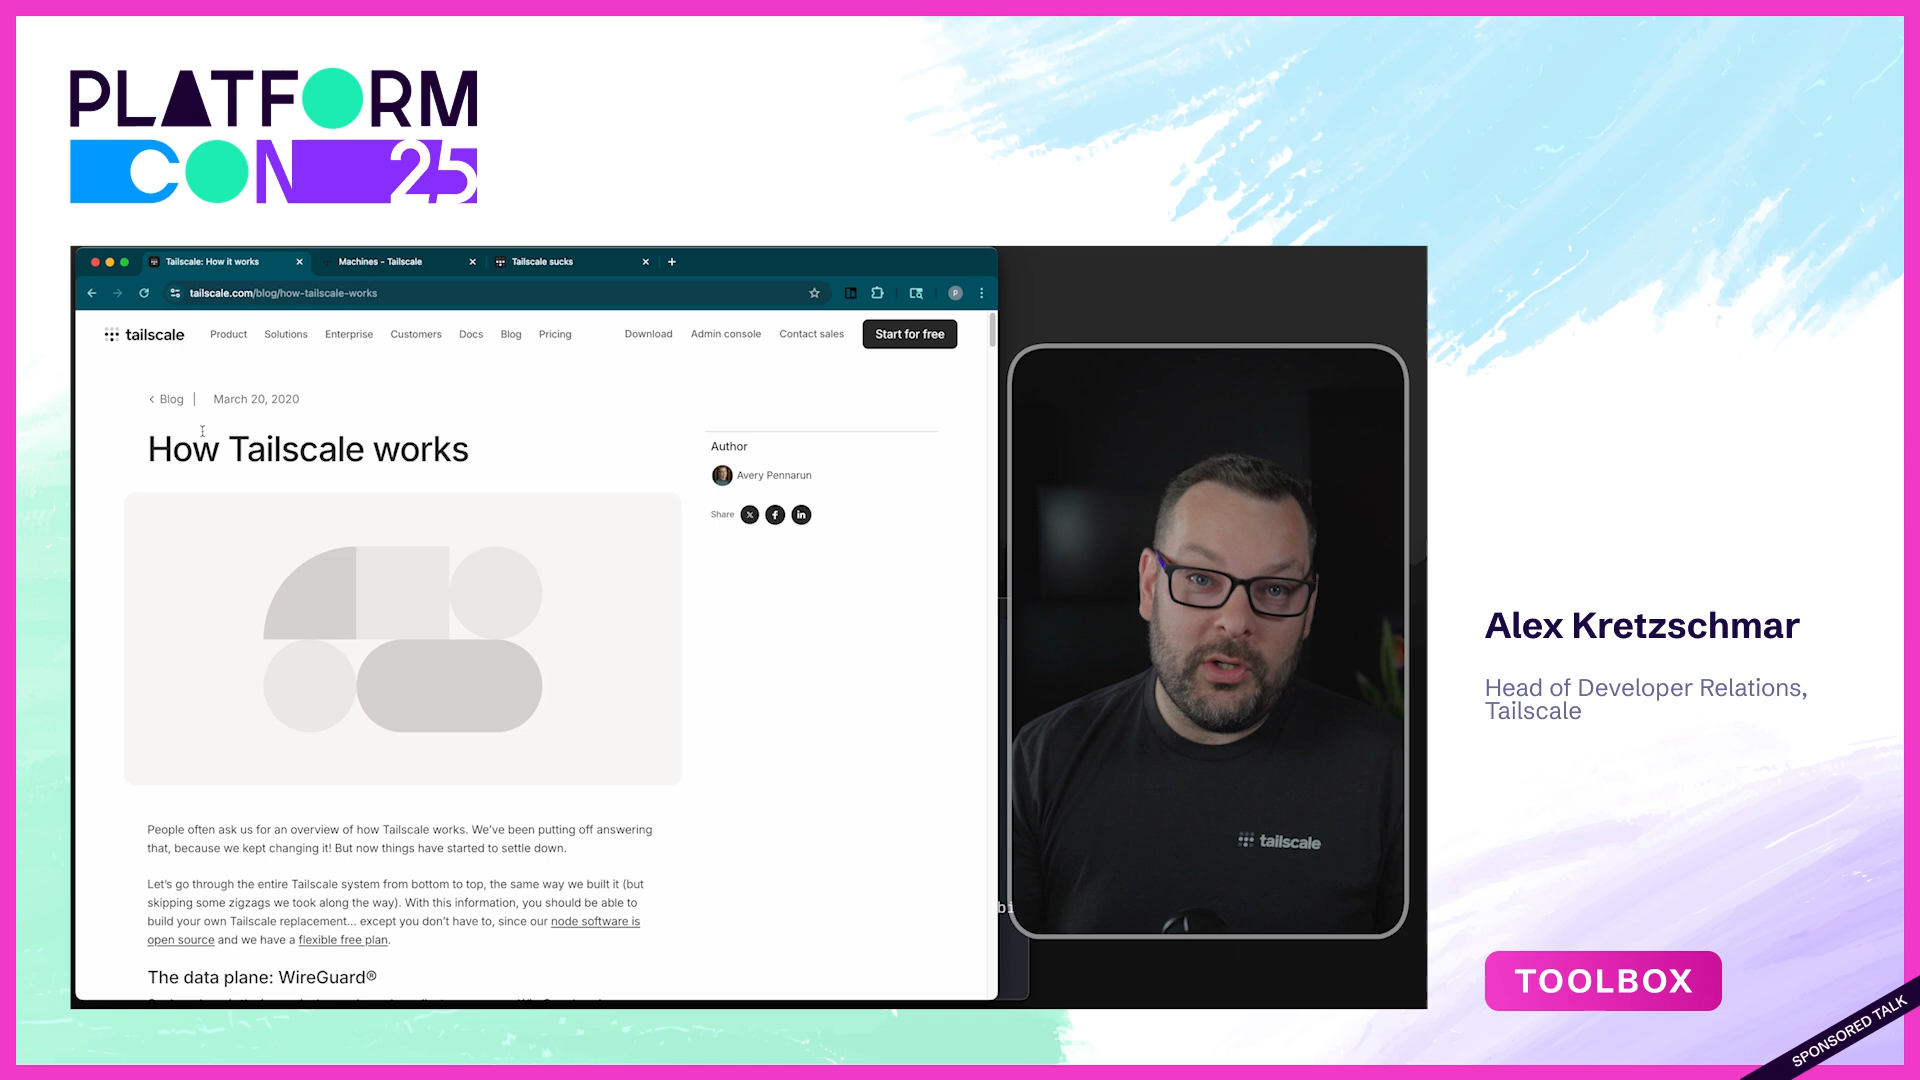 PLATFORM
CON 25
Tailscale: How it works
Machines – Tailscale
Tailscale sucks
tailscale.com/blog/how-tailscale-works
P
tailscale
Product
Solutions
Enterprise
Customers
Docs
Blog
Pricing
Download
Admin console
Contact sales
Start for free
< Blog | March 20, 2020
How Tailscale works
Author
Avery Pennarun
Share
People often ask us for an overview of how Tailscale works. We’ve been putting off answering
that, because we kept changing it! But now things have started to settle down.
Let’s go through the entire Tailscale system from bottom to top, the same way we built it (but
skipping some zigzags we took along the way). With this information, you should be able to
build your own Tailscale replacement... except you don’t have to, since our node software is
open source and we have a flexible free plan.
The data plane: WireGuard®
bi
tailscale
Alex Kretzschmar
Head of Developer Relations,
Tailscale
TOOLBOX
SPONSORED TALK